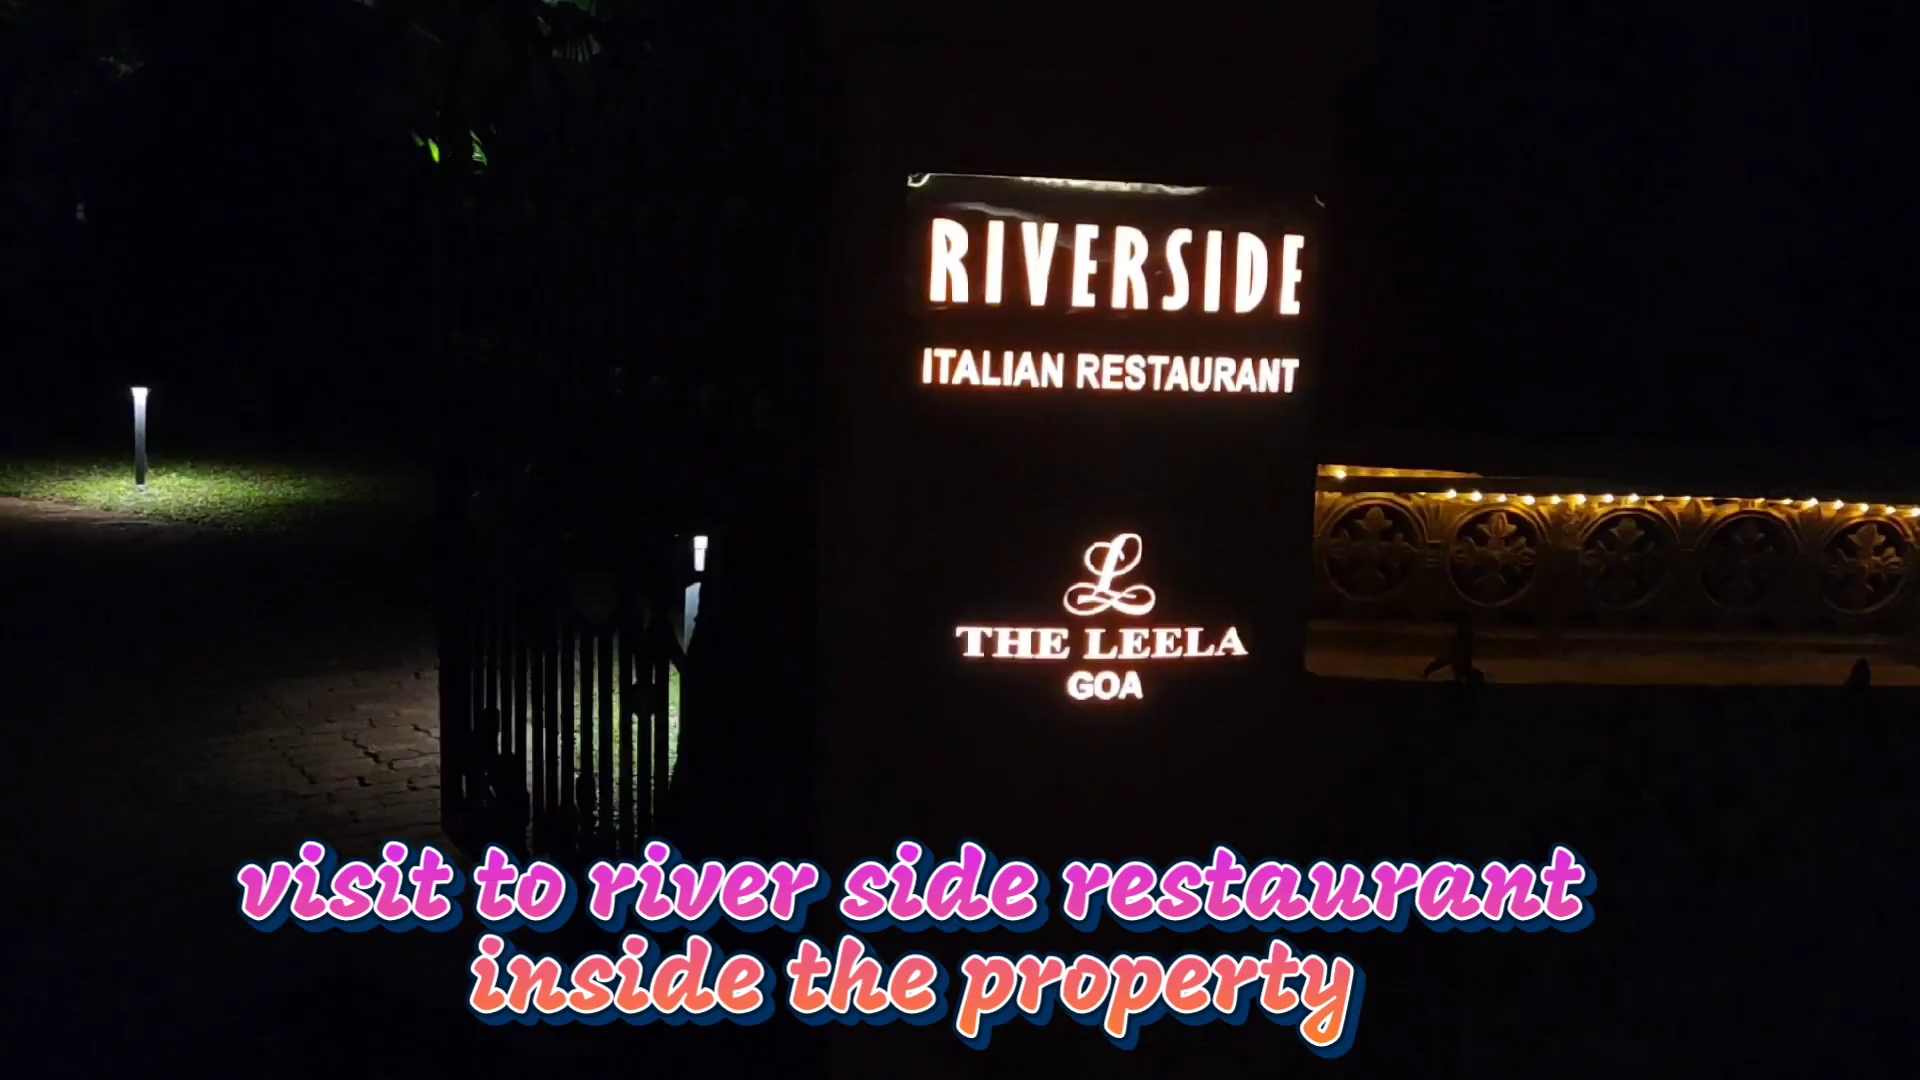 RIVERSIDE
ITALIAN RESTAURANT
L
THE LEELA
GOA
visit to river side restaurant
inside the property